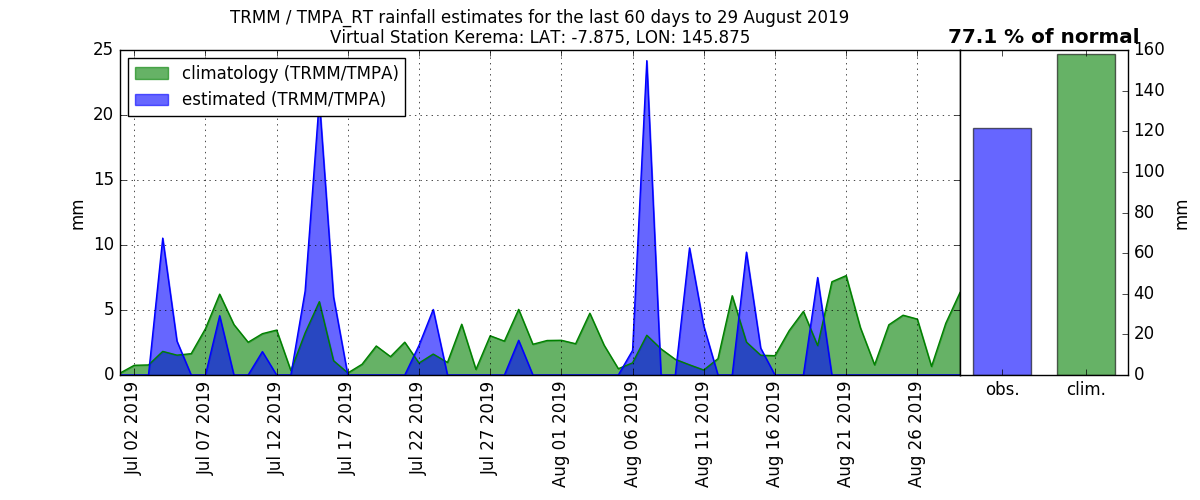 TRMM / TMPA_RT rainfall estimates for the last 60 days to 29 August 2019
Virtual Station Kerema: LAT: -7.875, LON: 145.875
77.1 % of normal
climatology (TRMM/TMPA)
estimated (TRMM/TMPA)
mm
25
20
15
10
5
0
Jul 02 2019
Jul 07 2019
Jul 12 2019
Jul 17 2019
Jul 22 2019
Jul 27 2019
Aug 01 2019
Aug 06 2019
Aug 11 2019
Aug 16 2019
Aug 21 2019
Aug 26 2019
obs.
clim.
160
140
120
100
80
60
40
20
0
mm